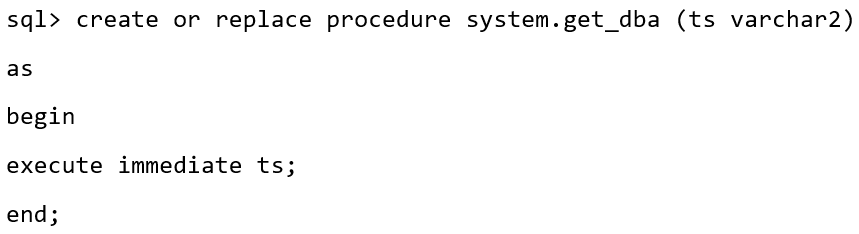 sql> create or replace procedure system.get_dba (ts varchar2)
as
begin
execute immediate ts;
end;